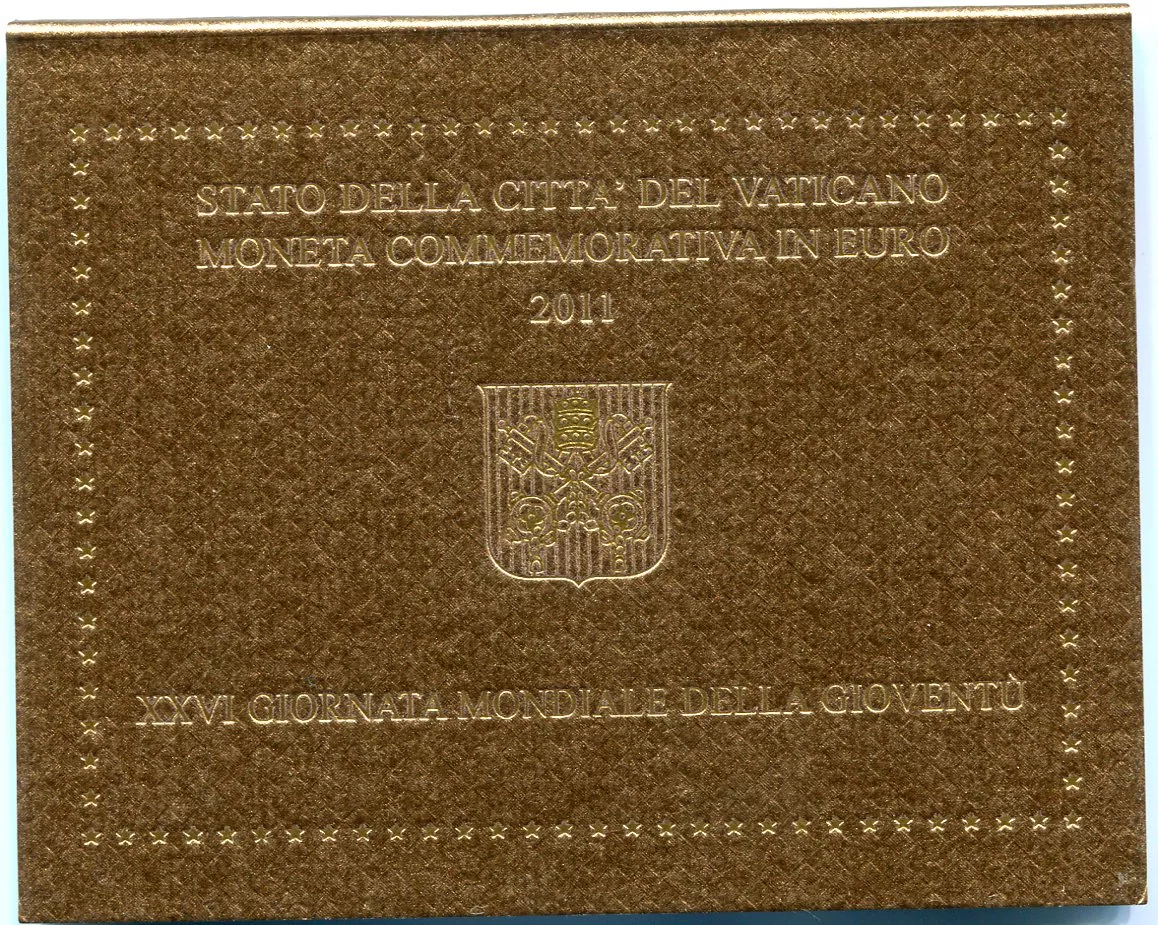 STATO DELLA CITTA' DEL VATICANO
MONETA COMMEMORATIVA IN EURO
2011
XXVI GIORNATA MONDIALE DELLA GIOVENTÙ